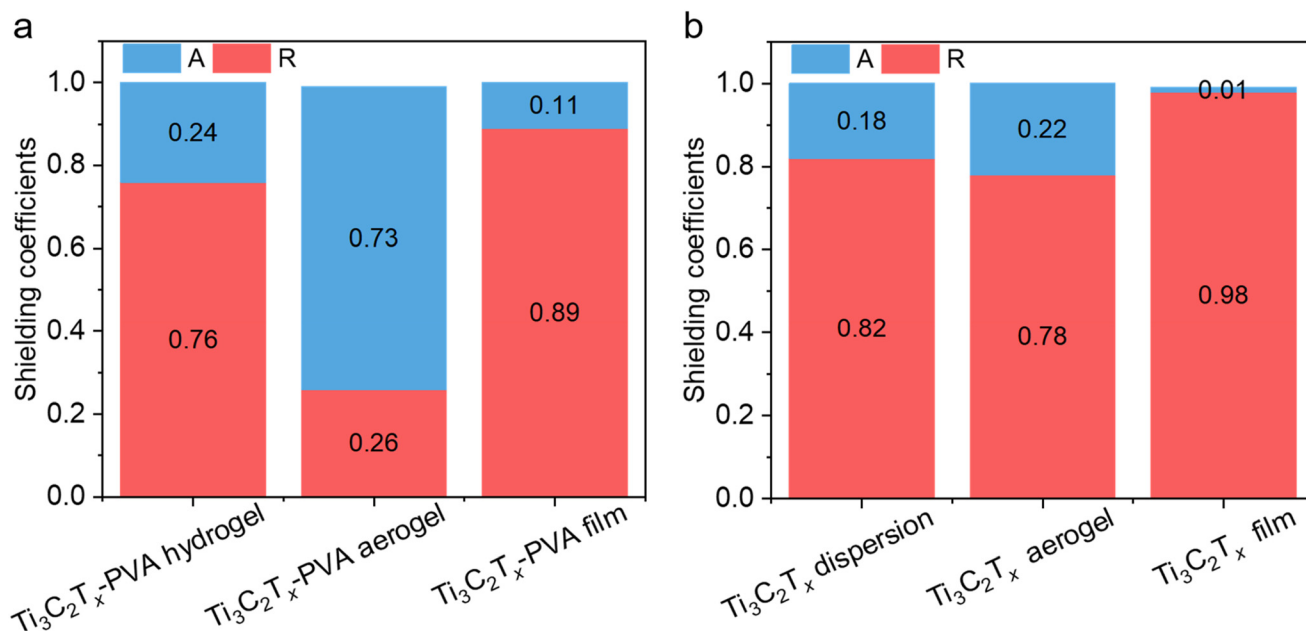 a
A R
Shielding coefficients
1.0
0.8
0.6
0.4
0.2
0.0
0.24
0.76
0.73
0.26
0.11
0.89
Ti₃C₂Tₓ-PVA hydrogel
Ti₃C₂Tₓ-PVA aerogel
Ti₃C₂Tₓ-PVA film
b
A R
Shielding coefficients
1.0
0.8
0.6
0.4
0.2
0.0
0.18
0.82
0.22
0.78
0.01
0.98
Ti₃C₂Tₓ dispersion
Ti₃C₂Tₓ aerogel
Ti₃C₂Tₓ film